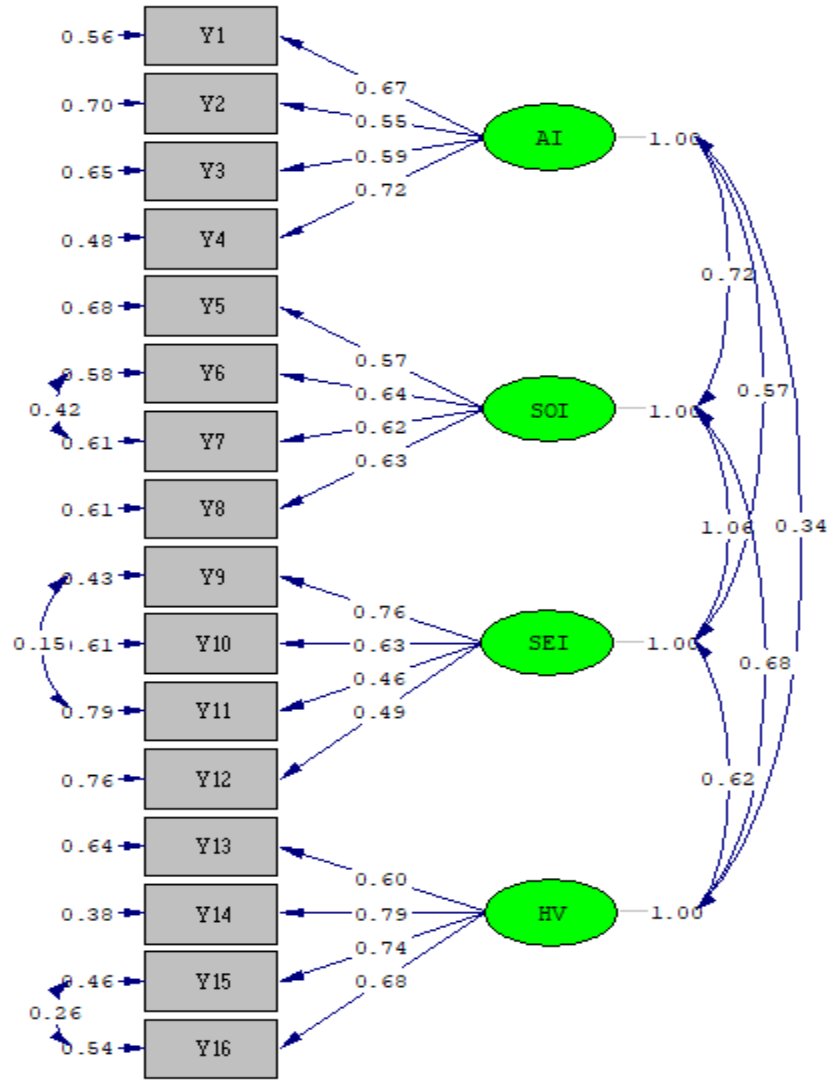 0.56 Y1
0.67
0.70 Y2
0.55
AI 1.00
0.65 Y3
0.59
0.72
0.48 Y4
0.72
0.68 Y5
0.57
0.58 Y6
0.64
0.57
0.42
SOI 1.00
0.61 Y7
0.62
0.63
0.61 Y8
1.06 0.34
0.43 Y9
0.76
0.15 .61 Y10
0.63
SEI 1.00
0.46
0.68
0.79 Y11
0.49
0.76 Y12
0.62
0.64 Y13
0.60
0.38 Y14
0.79
HV 1.00
0.74
0.46 Y15
0.68
0.26
0.54 Y16